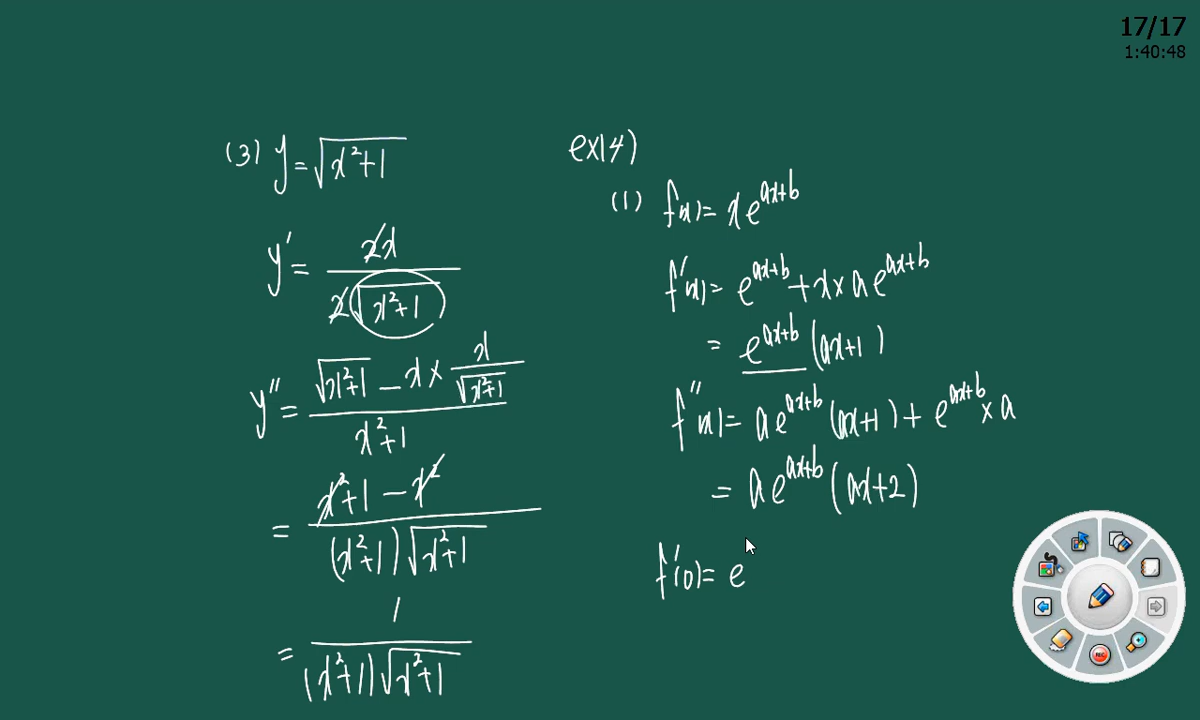 17/17
1:40:48
(3) y = √(x²+1)
y' = 2x / 2√(x²+1)
y'' = (√(x²+1) - x × x/√(x²+1)) / (x²+1)
= (x²+1 - x²) / (x²+1)√(x²+1)
= 1 / (x²+1)√(x²+1)
ex14)
(1) f(x) = xe^(ax+b)
f'(x) = e^(ax+b) + x × ae^(ax+b)
= e^(ax+b) (ax+1)
f''(x) = ae^(ax+b) (ax+1) + e^(ax+b) × a
= ae^(ax+b) (ax+2)
f'(0) = e
REC